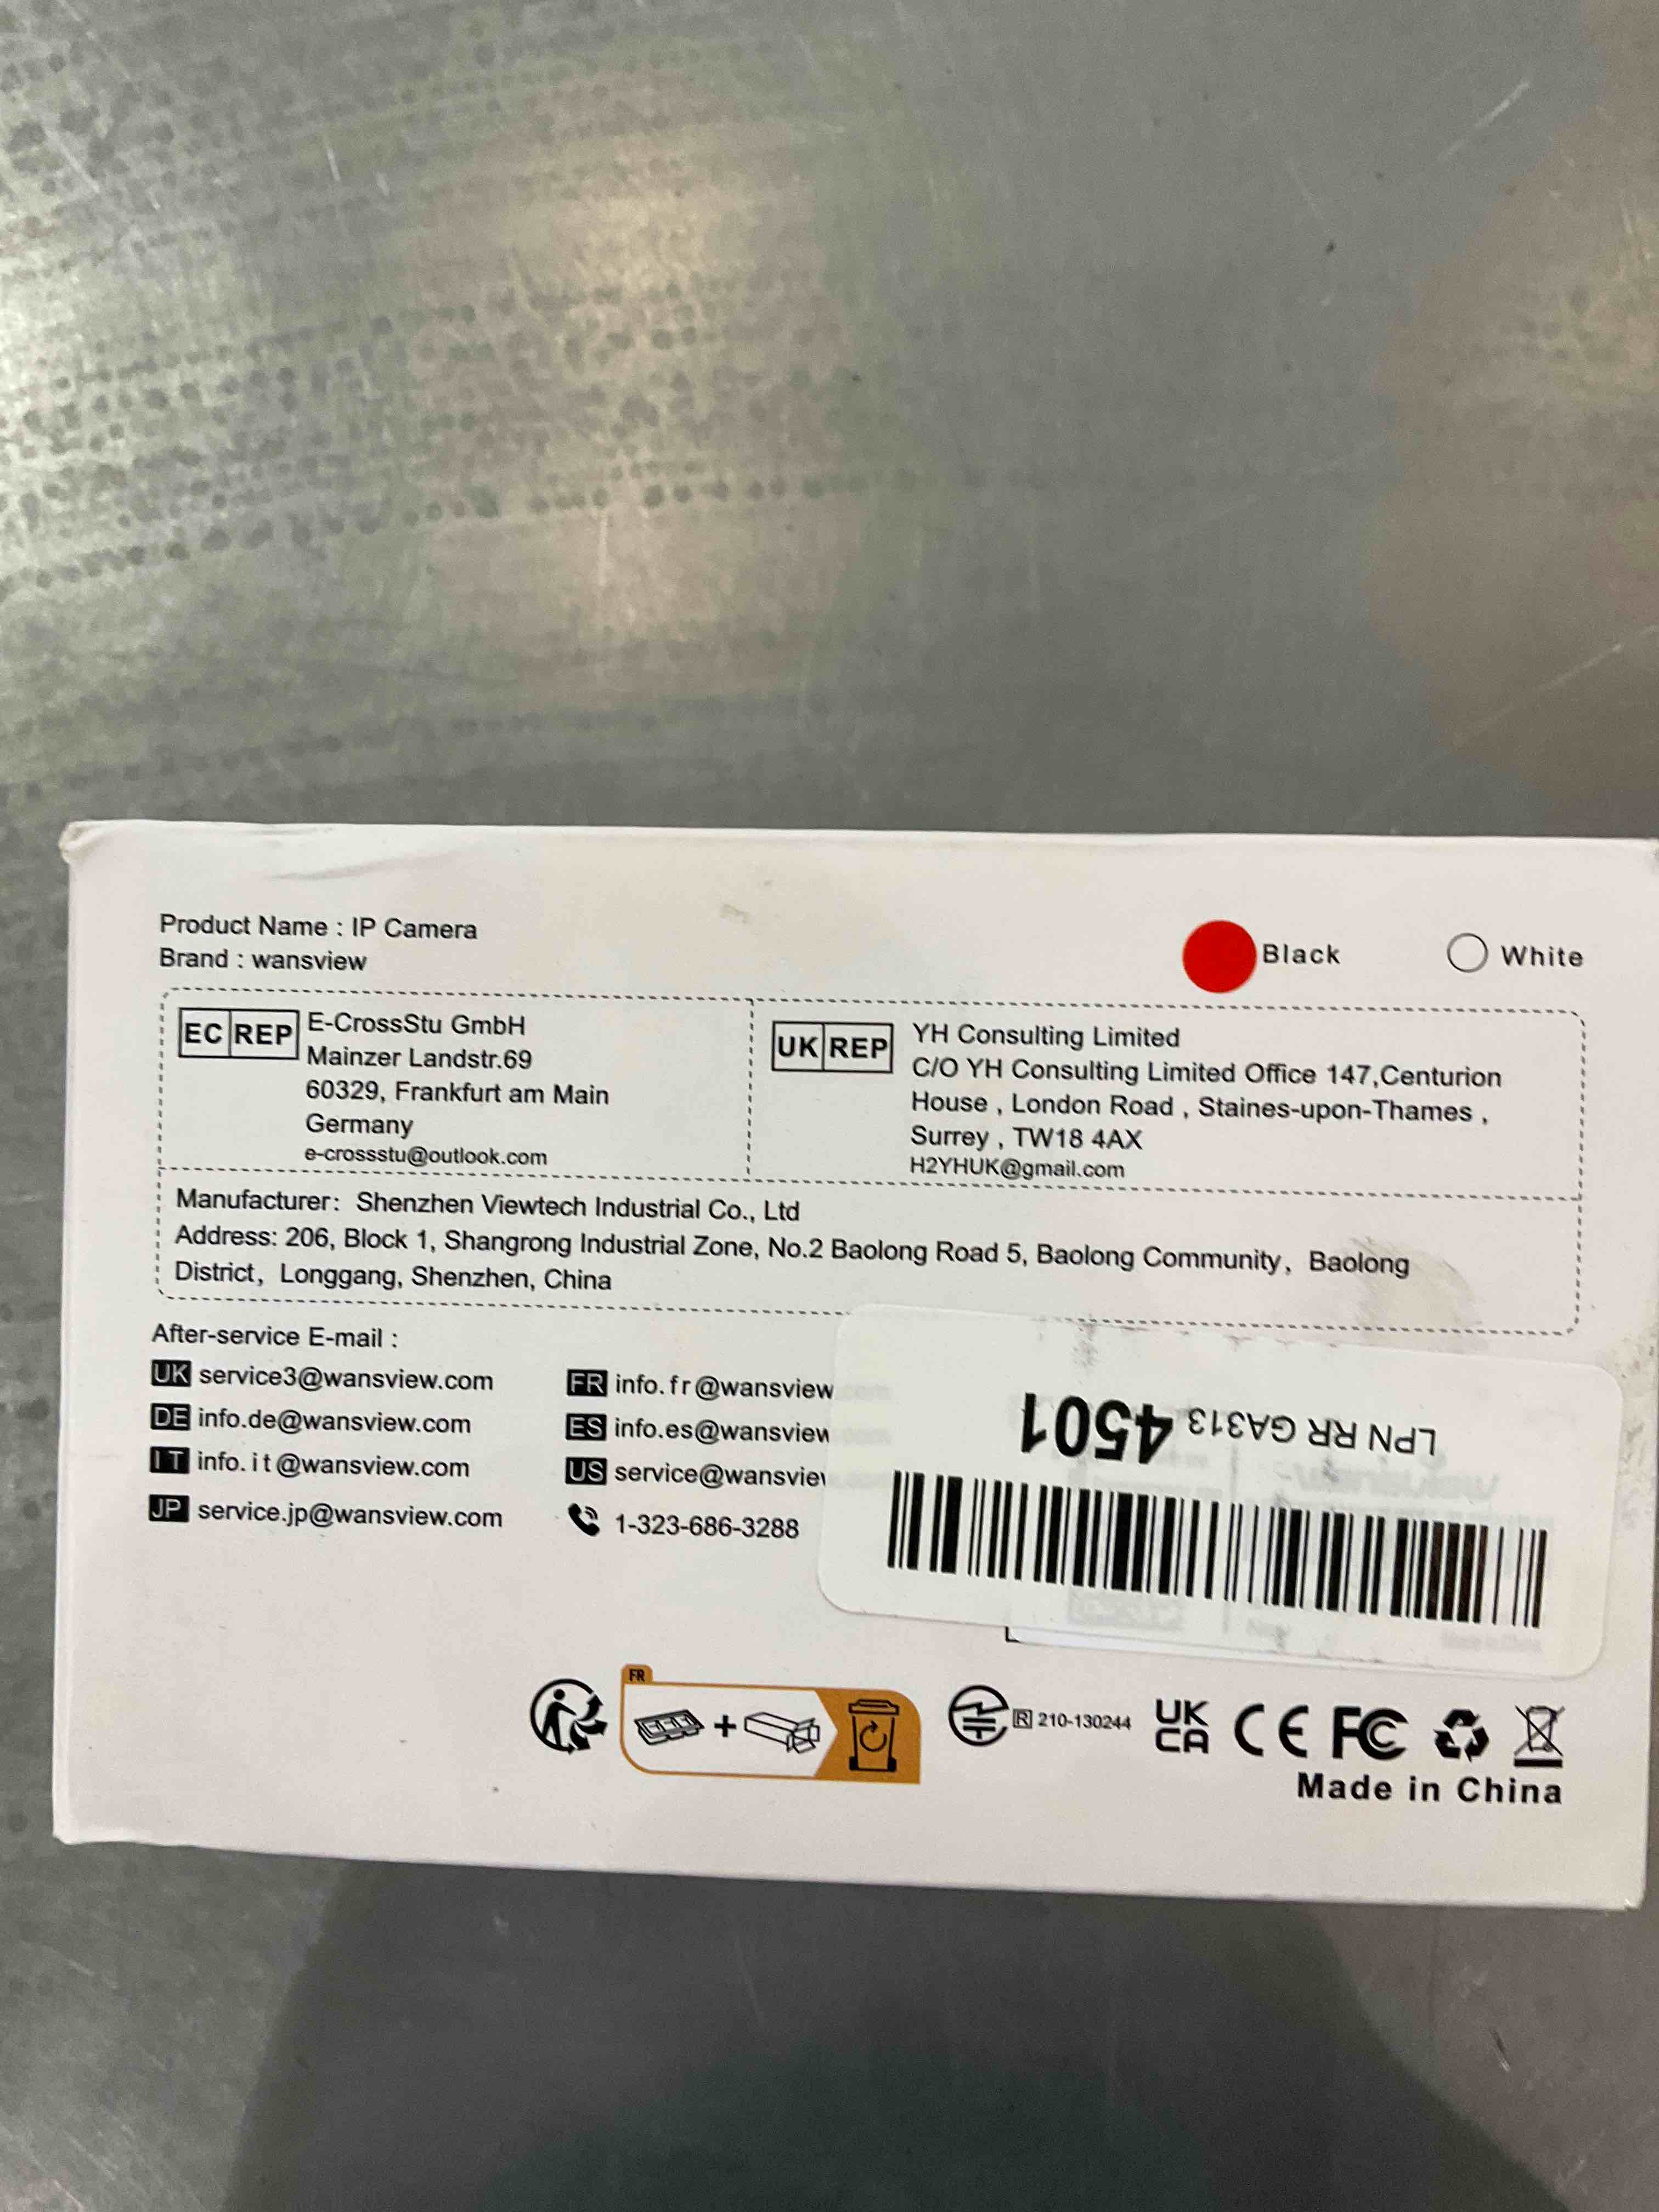 Product Name : IP Camera
Brand : wansview
Black
White
EC REP
E-CrossStu GmbH
Mainzer Landstr.69
60329, Frankfurt am Main
Germany
e-crossstu@outlook.com
UK REP
YH Consulting Limited
C/O YH Consulting Limited Office 147,Centurion
House , London Road , Staines-upon-Thames ,
Surrey , TW18 4AX
H2YHUK@gmail.com
Manufacturer: Shenzhen Viewtech Industrial Co., Ltd
Address: 206, Block 1, Shangrong Industrial Zone, No.2 Baolong Road 5, Baolong Community, Baolong
District, Longgang, Shenzhen, China
After-service E-mail :
UK service3@wansview.com
DE info.de@wansview.com
IT info.it@wansview.com
JP service.jp@wansview.com
FR info.fr@wansview
ES info.es@wansview
US service@wansview
1-323-686-3288
LPN RR GA313 4501
FR
R 210-130244
UK
CA
CE FC
Made in China